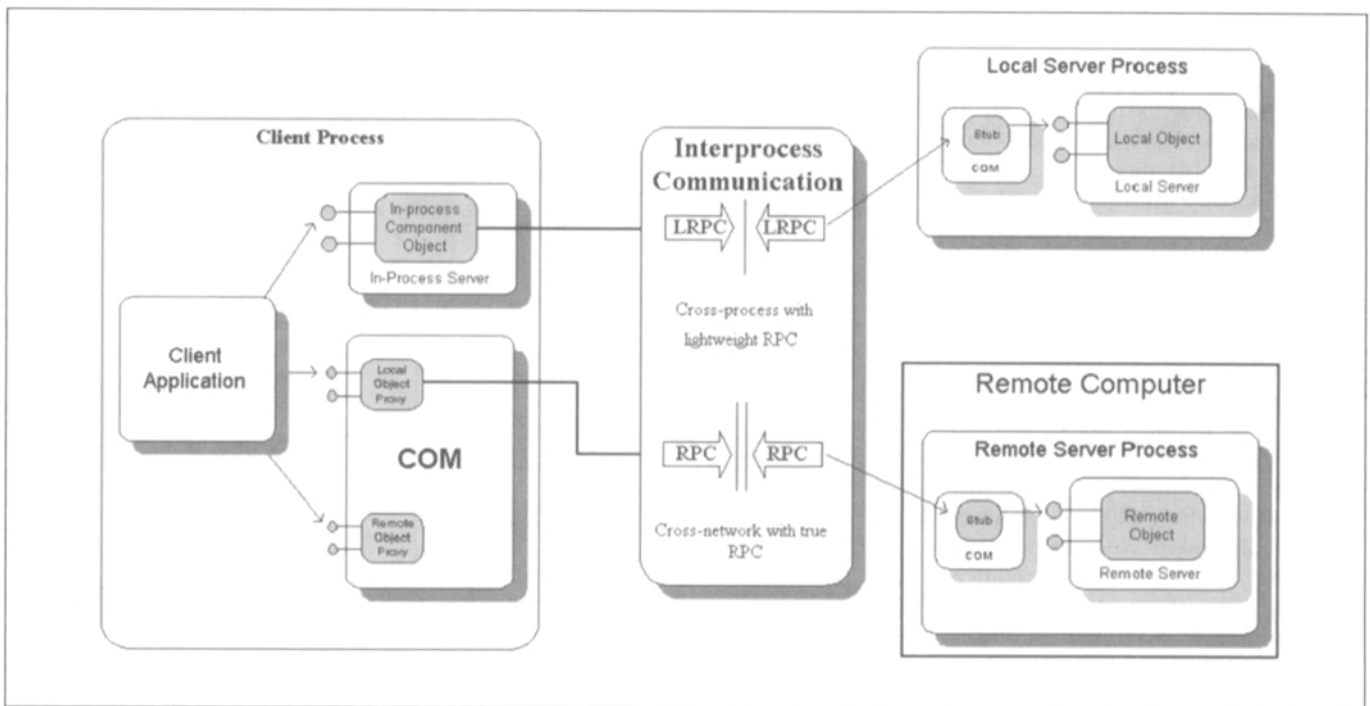 Client Process
In-process
Component
Object
In-Process Server
Client
Application
Local
Object
Proxy
COM
Remote
Object
Proxy
Interprocess
Communication
LRPC
LRPC
Cross-process with
lightweight RPC
RPC
RPC
Cross-network with true
RPC
Local Server Process
Stub
COM
Local Object
Local Server
Remote Computer
Remote Server Process
Stub
COM
Remote
Object
Remote Server